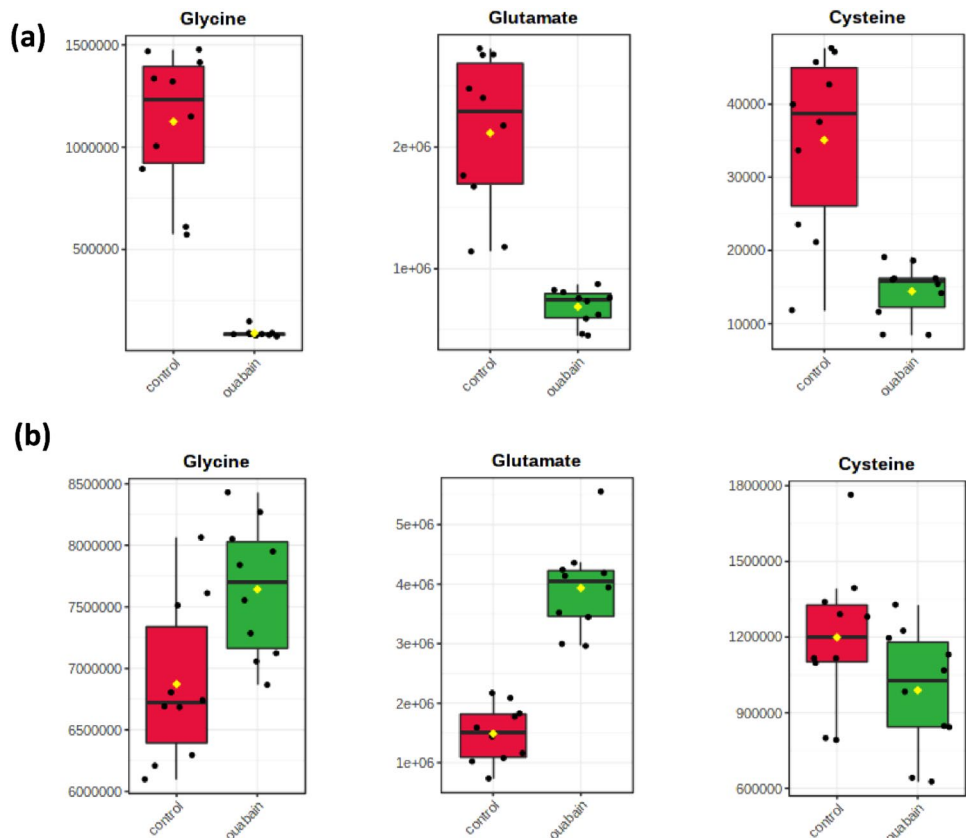 (a)
Glycine
Glutamate
Cysteine
1500000
1000000
500000
control
ouabain
2e+06
1e+06
control
ouabain
40000
30000
20000
10000
control
ouabain
(b)
Glycine
Glutamate
Cysteine
8500000
8000000
7500000
7000000
6500000
6000000
control
ouabain
5e+06
4e+06
3e+06
2e+06
1e+06
control
ouabain
1800000
1500000
1200000
900000
600000
control
ouabain